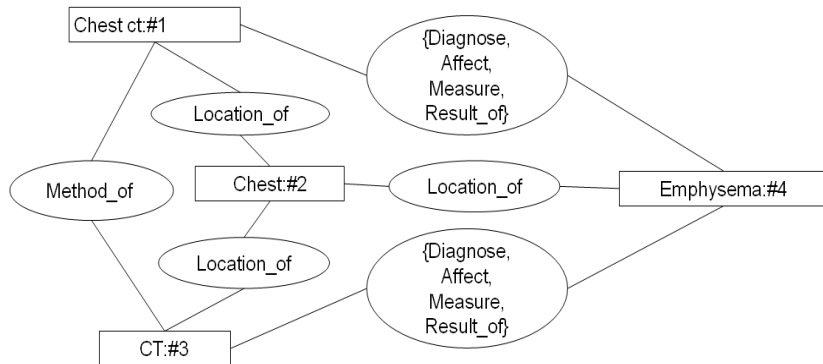 Chest ct:#1
{Diagnose,
Affect,
Measure,
Result_of}
Location_of
Method_of
Chest:#2
Location_of
Emphysema:#4
Location_of
{Diagnose,
Affect,
Measure,
Result_of}
CT:#3